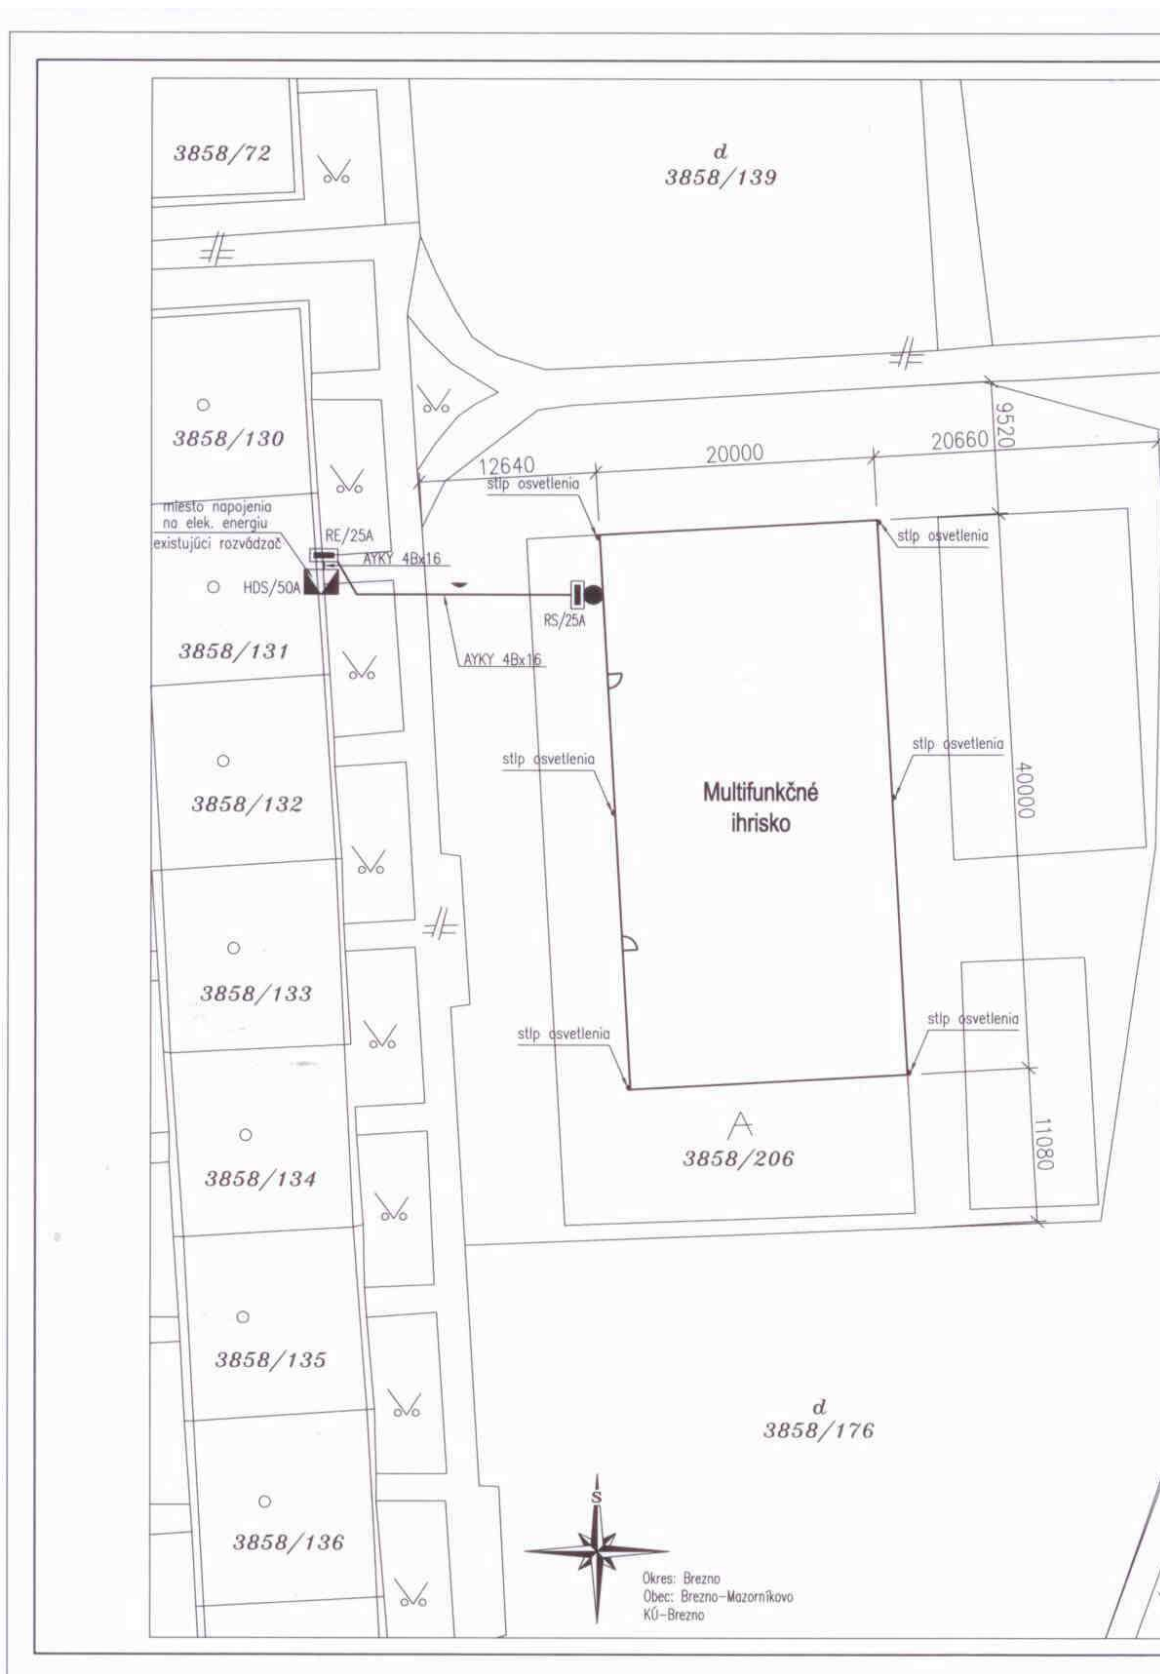 3858/72
d
3858/139
3858/130
9520
12640
20000
20660
stlp osvetlenia
stlp osvetlenia
miesto napojenia
na elek. energiu
existujúci rozvádzač
RE/25A
AYKY 4Bx16
HDS/50A
RS/25A
3858/131
AYKY 4Bx16
stlp osvetlenia
stlp osvetlenia
40000
Multifunkčné
ihrisko
3858/132
3858/133
stlp osvetlenia
stlp osvetlenia
11080
3858/206
3858/134
3858/135
d
3858/176
S
3858/136
Okres: Brezno
Obec: Brezno-Mazorníkovo
KÚ-Brezno